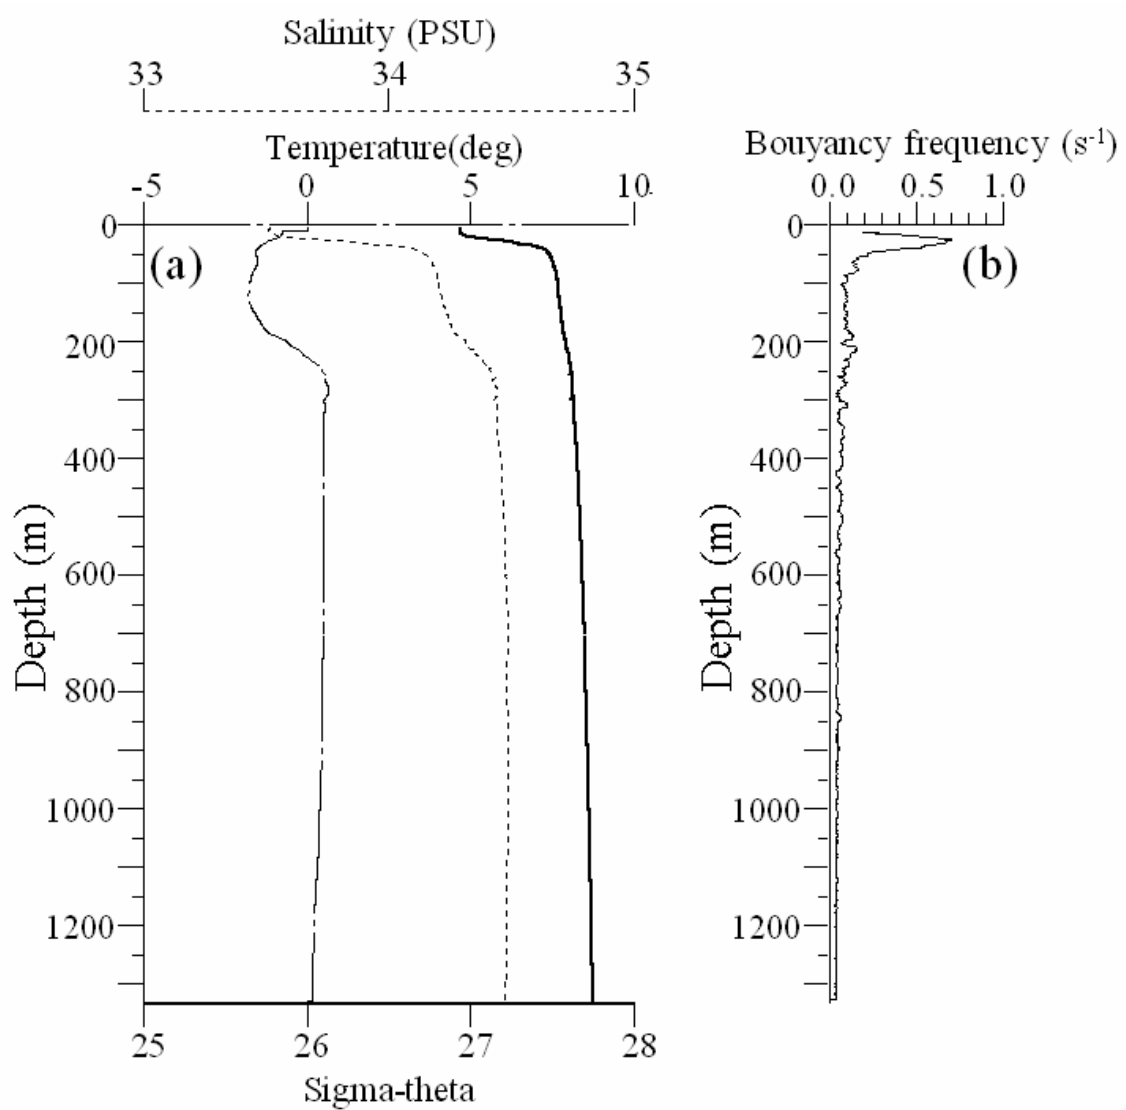 Salinity (PSU)
33 34 35
Temperature(deg)
-5 0 5 10
Bouyancy frequency (s-1)
0.0 0.5 1.0
0
(a)
200
400
600
800
1000
1200
Depth (m)
25 26 27 28
Sigma-theta
0
(b)
200
400
600
800
1000
1200
Depth (m)